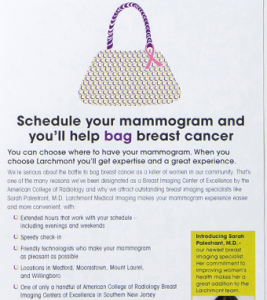 Schedule your mammogram and
you'll help bag breast cancer
You can choose where to have your mammogram. When you
choose Larchmont you'll get expertise and a great experience.
We're serious about the battle to bag breast cancer as a killer of women in our community. That's
one of the many reasons we've been designated as a Breast Imaging Center of Excellence by the
American College of Radiology and why we attract outstanding breast imaging specialists like
Sarah Palestrant, M.D. Larchmont Medical Imaging makes your mammogram experience easier
and more convenient with:
Extended hours that work with your schedule -
including evenings and weekends
Speedy check-in
Friendly technologists who make your mammogram
as pleasant as possible
Locations in Medford, Moorestown, Mount Laurel,
and Willingboro
One of only a handful of American College of Radiology Breast
Imaging Centers of Excellence in Southern New Jersey
Introducing Sarah
Palestrant, M.D. -
our newest breast
imaging specialist.
Her commitment to
improving women's
health makes her a
great addition to the
Larchmont team.